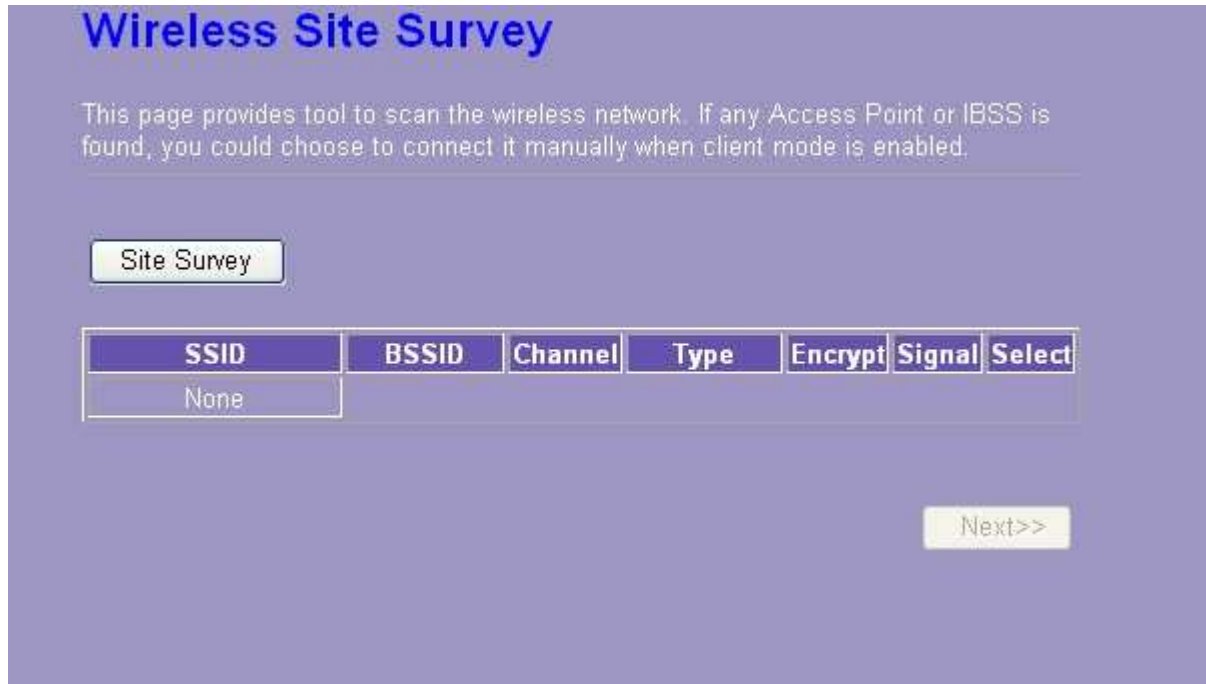 Wireless Site Survey
This page provides tool to scan the wireless network. If any Access Point or IBSS is
found, you could choose to connect it manually when client mode is enabled.
Site Survey
SSID BSSID Channel Type Encrypt Signal Select
None
Next>>